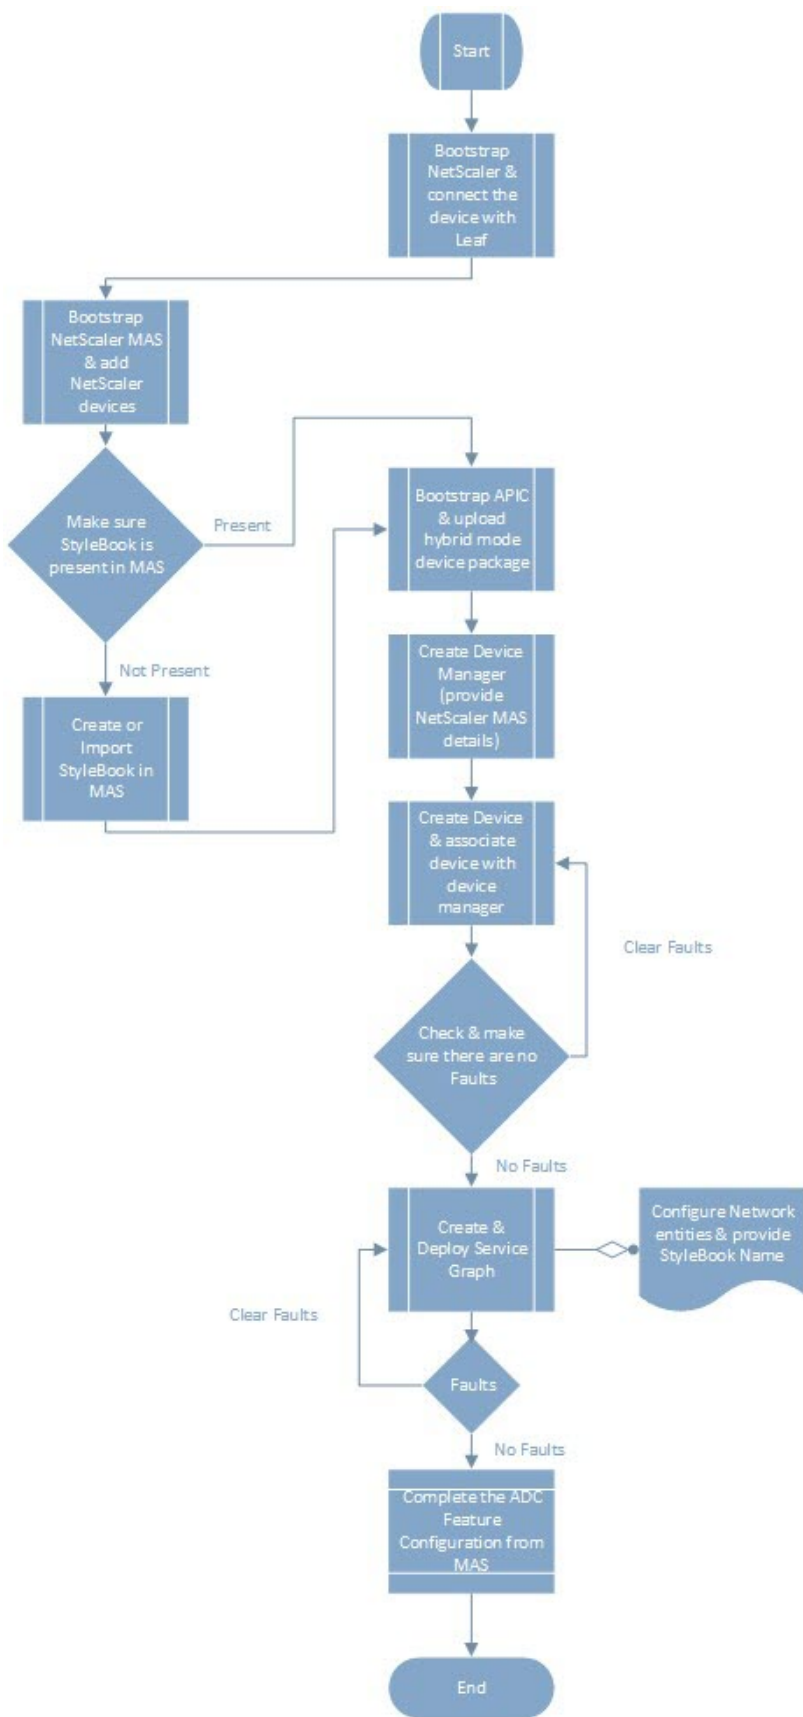 Start
Bootstrap
NetScaler &
connect the
device with
Leaf
Bootstrap
NetScaler MAS
& add
NetScaler
devices
Make sure
StyleBook is
present in MAS
Present
Not Present
Create or
Import
StyleBook in
MAS
Bootstrap APIC
& upload
hybrid mode
device package
Create Device
Manager
(provide
NetScaler MAS
details)
Create Device
& associate
device with
device
manager
Clear Faults
Check & make
sure there are no
Faults
No Faults
Create &
Deploy Service
Graph
Configure Network
entities & provide
StyleBook Name
Clear Faults
Faults
No Faults
Complete the ADC
Feature
Configuration from
MAS
End